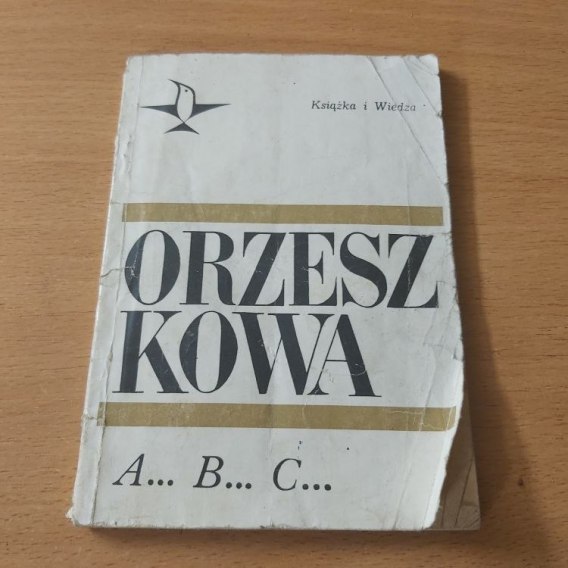 Książka i Wiedza
ORZESZ
KOWA
A... B... C...